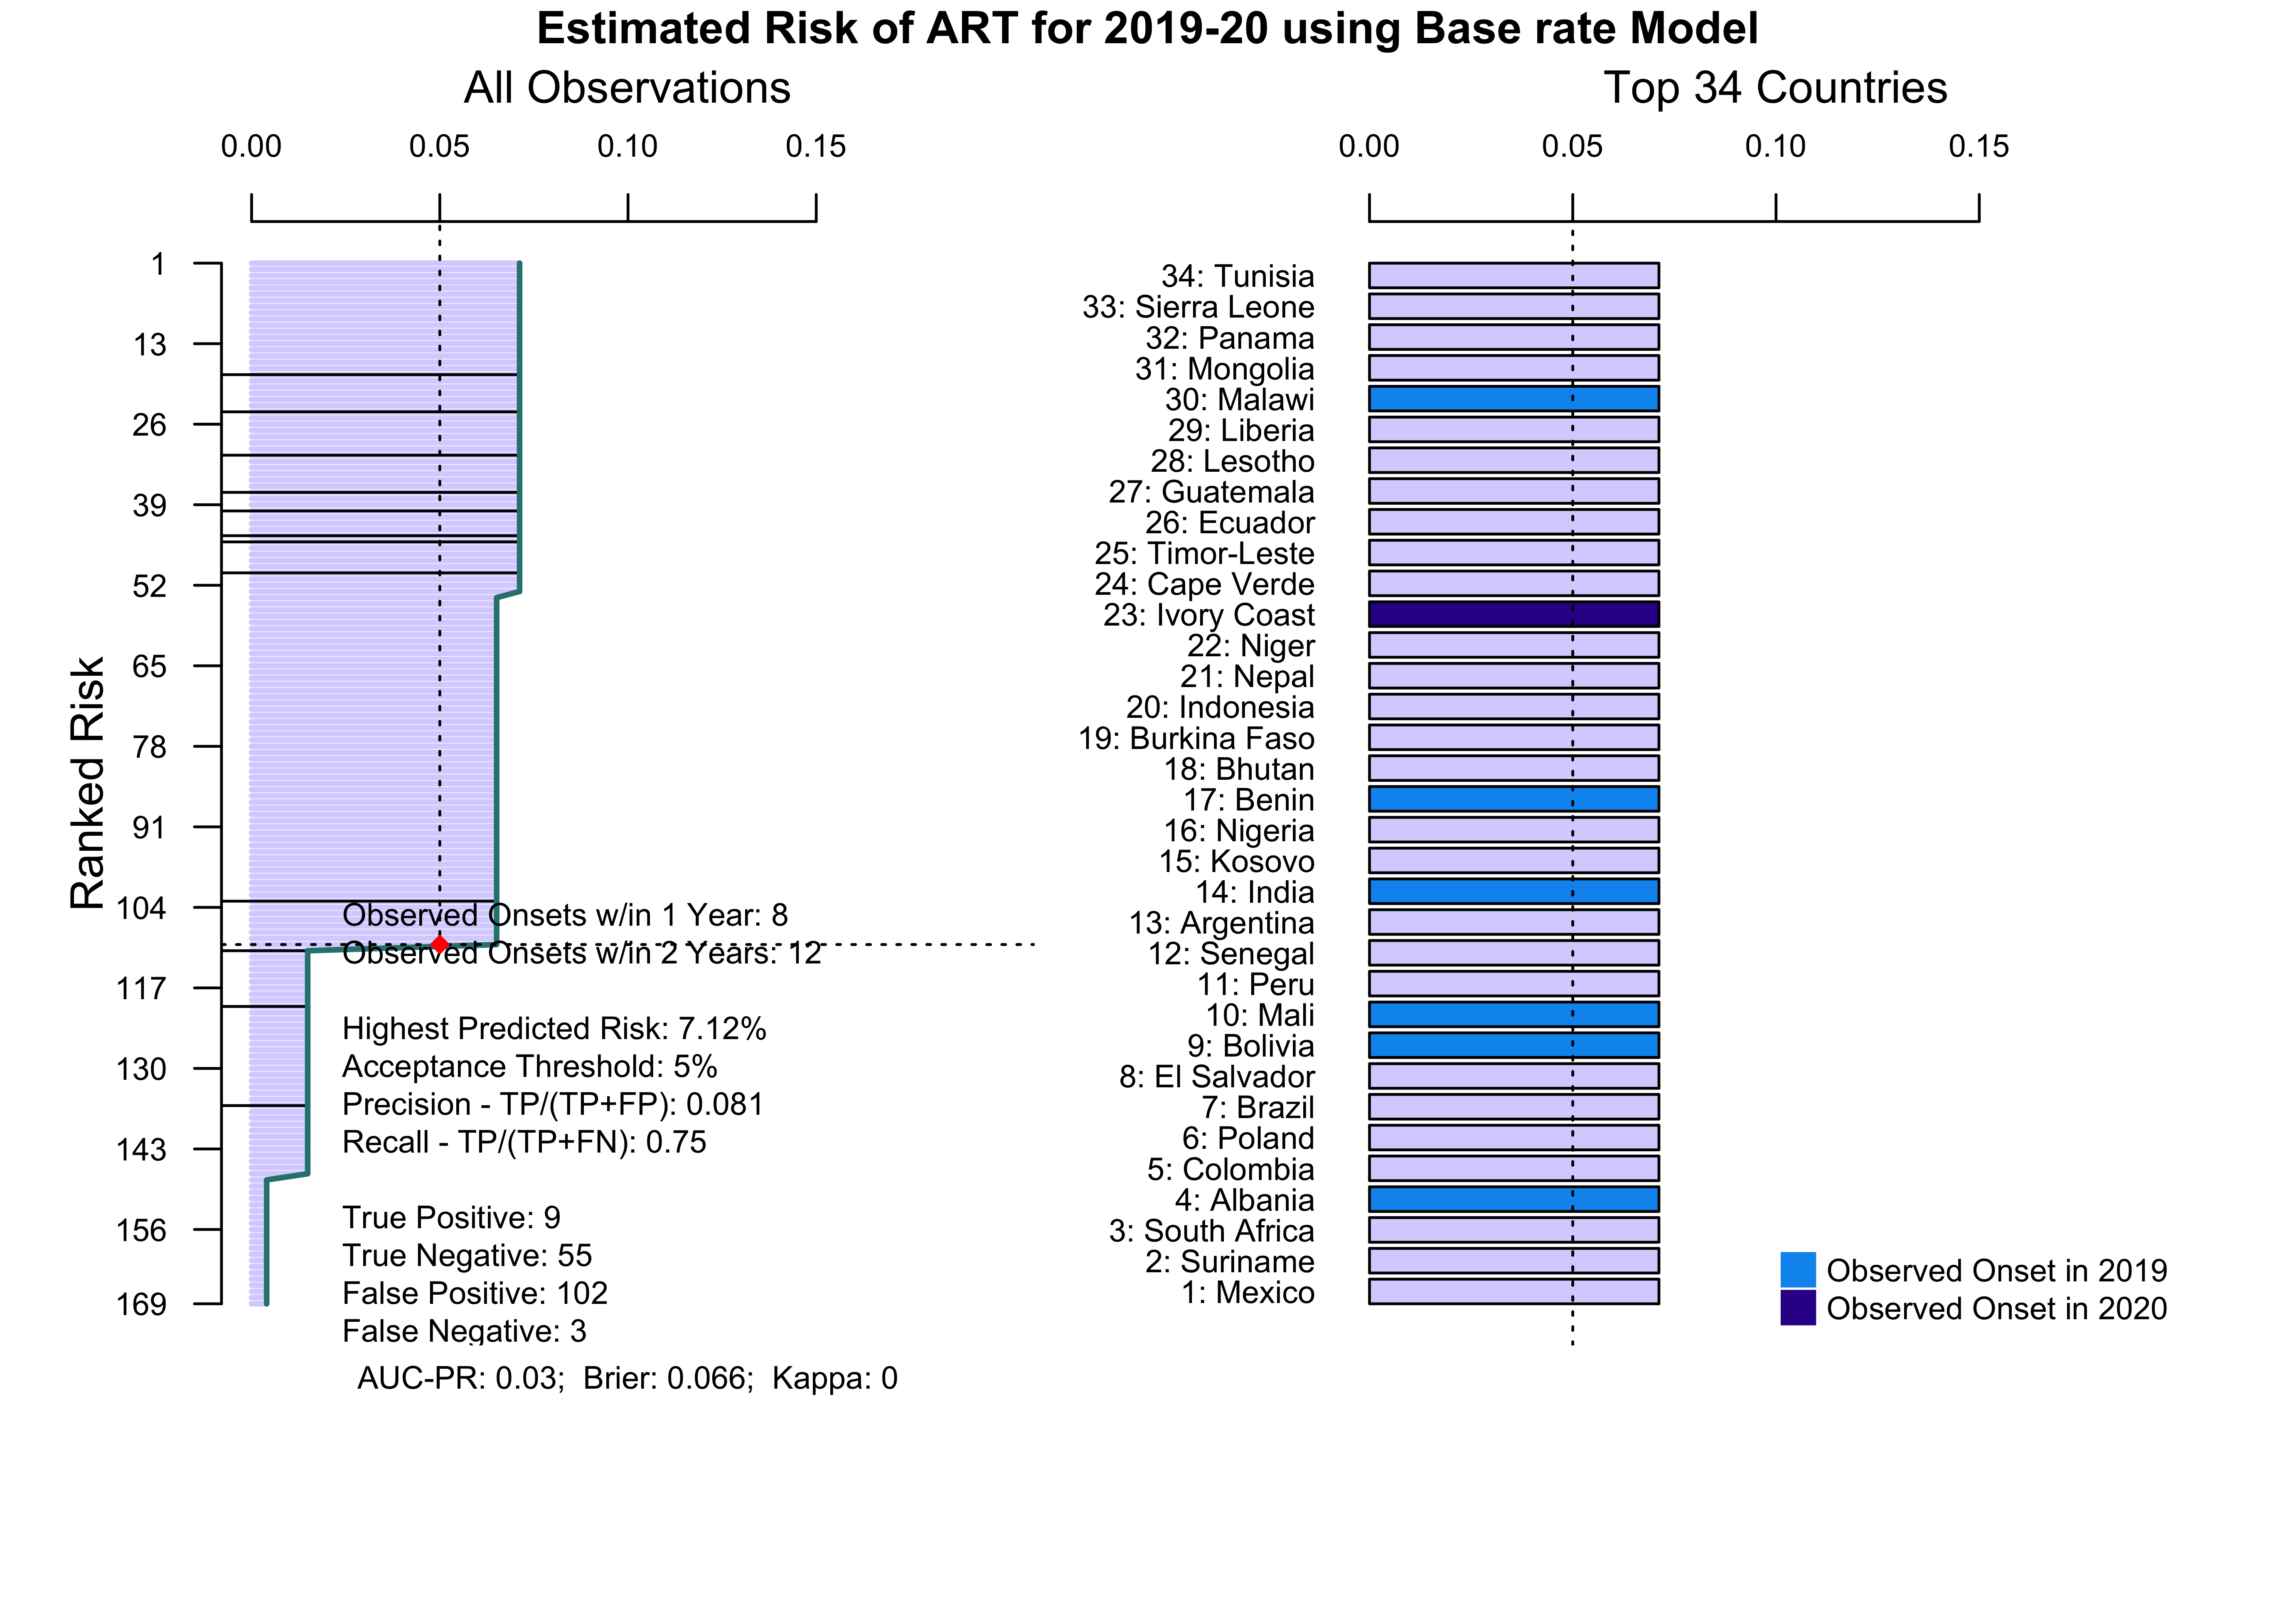 Estimated Risk of ART for 2019-20 using Base rate Model
All Observations
0.00 0.05 0.10 0.15
Ranked Risk
1
13
26
39
52
65
78
91
104
117
130
143
156
169
Observed Onsets w/in 1 Year: 8
Observed Onsets w/in 2 Years: 12
Highest Predicted Risk: 7.12%
Acceptance Threshold: 5%
Precision - TP/(TP+FP): 0.081
Recall - TP/(TP+FN): 0.75
True Positive: 9
True Negative: 55
False Positive: 102
False Negative: 3
AUC-PR: 0.03; Brier: 0.066; Kappa: 0
Top 34 Countries
0.00 0.05 0.10 0.15
34: Tunisia
33: Sierra Leone
32: Panama
31: Mongolia
30: Malawi
29: Liberia
28: Lesotho
27: Guatemala
26: Ecuador
25: Timor-Leste
24: Cape Verde
23: Ivory Coast
22: Niger
21: Nepal
20: Indonesia
19: Burkina Faso
18: Bhutan
17: Benin
16: Nigeria
15: Kosovo
14: India
13: Argentina
12: Senegal
11: Peru
10: Mali
9: Bolivia
8: El Salvador
7: Brazil
6: Poland
5: Colombia
4: Albania
3: South Africa
2: Suriname
1: Mexico
Observed Onset in 2019
Observed Onset in 2020